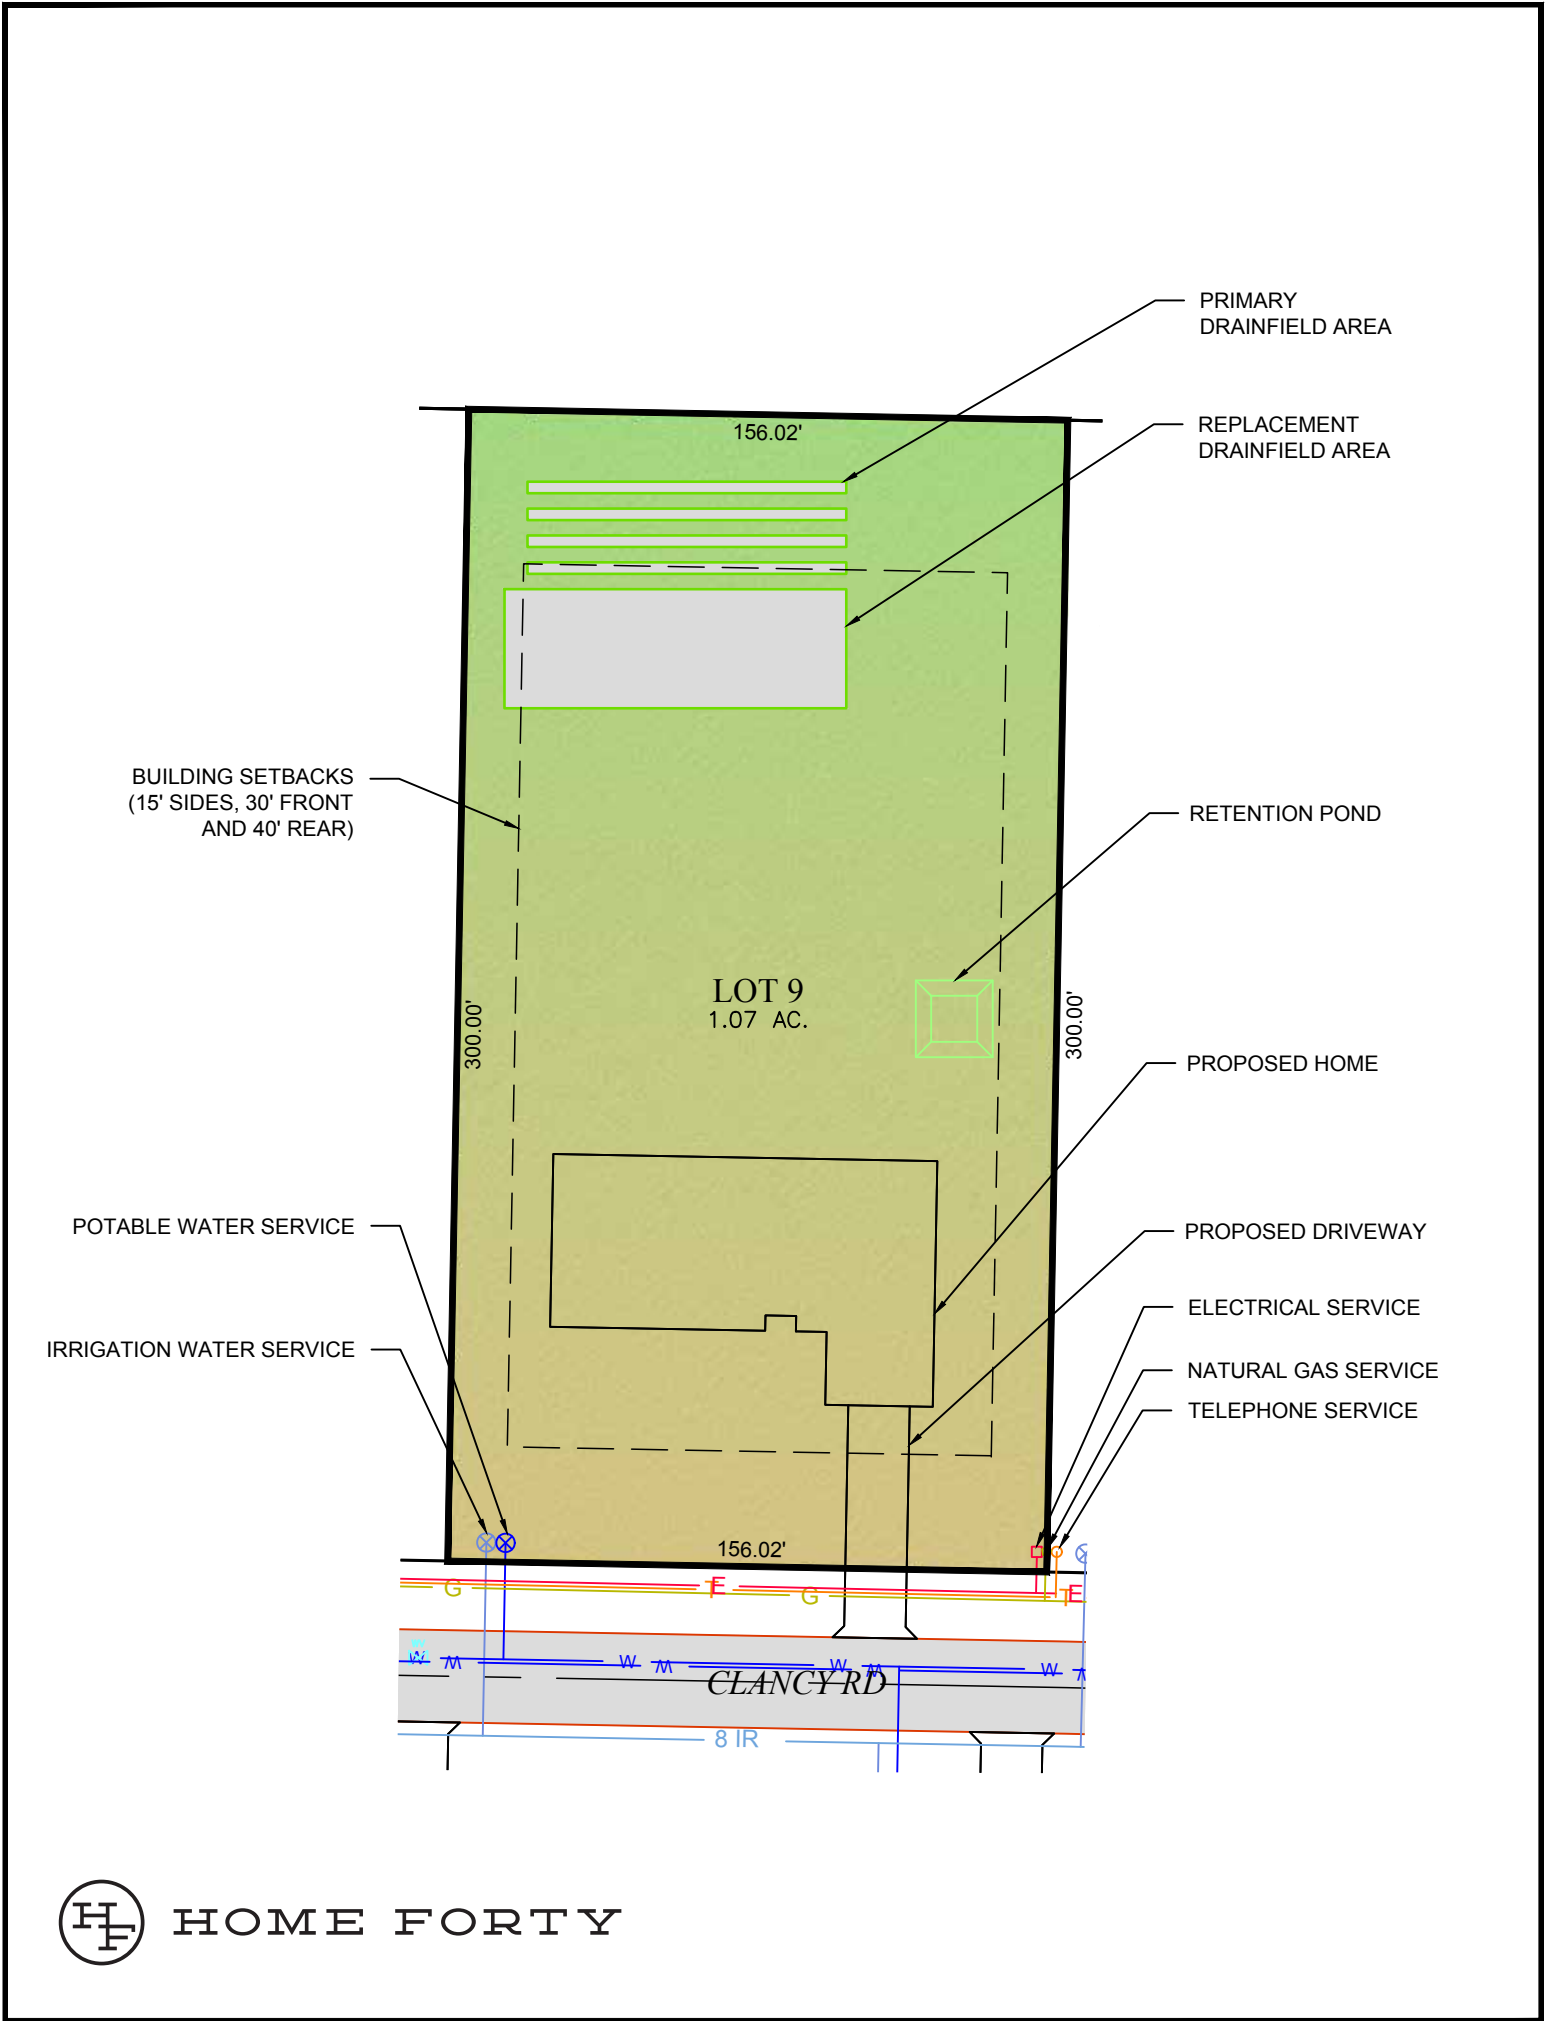 PRIMARY
DRAINFIELD AREA
REPLACEMENT
DRAINFIELD AREA
156.02'
BUILDING SETBACKS
(15' SIDES, 30' FRONT
AND 40' REAR)
RETENTION POND
LOT 9
1.07 AC.
300.00'
300.00'
PROPOSED HOME
POTABLE WATER SERVICE
PROPOSED DRIVEWAY
ELECTRICAL SERVICE
IRRIGATION WATER SERVICE
NATURAL GAS SERVICE
TELEPHONE SERVICE
156.02'
G E T G E T
W W W W W W W
CLANCY RD
8 IR
HF HOME FORTY